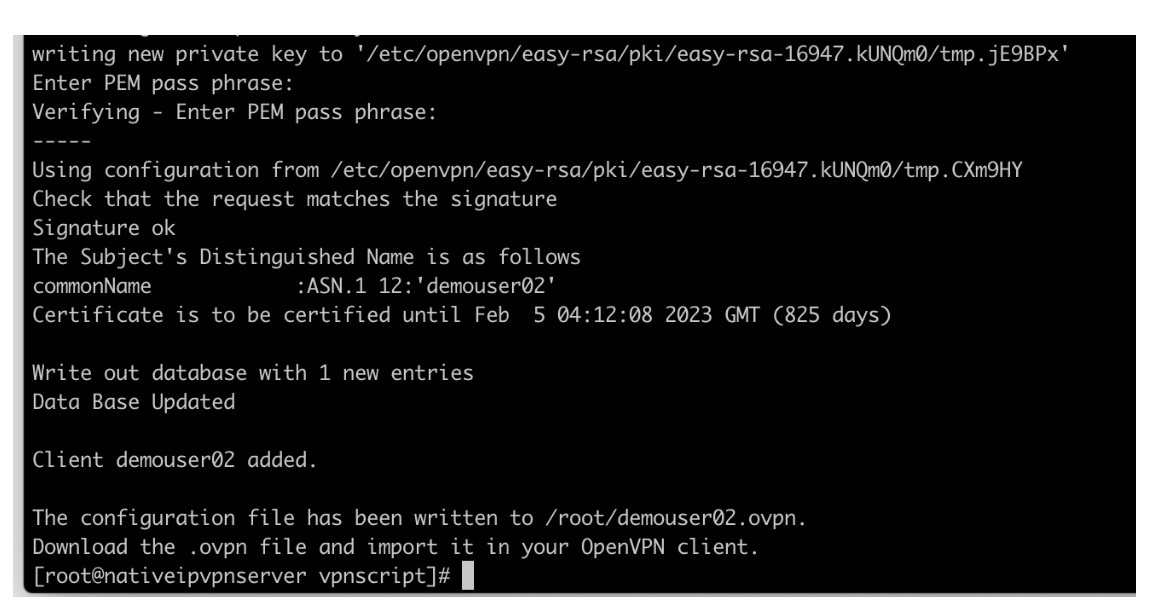 writing new private key to '/etc/openvpn/easy-rsa/pki/easy-rsa-16947.kUNQm0/tmp.jE9BPx'
Enter PEM pass phrase:
Verifying - Enter PEM pass phrase:
-----
Using configuration from /etc/openvpn/easy-rsa/pki/easy-rsa-16947.kUNQm0/tmp.CXm9HY
Check that the request matches the signature
Signature ok
The Subject's Distinguished Name is as follows
commonName            :ASN.1 12:'demouser02'
Certificate is to be certified until Feb  5 04:12:08 2023 GMT (825 days)
Write out database with 1 new entries
Data Base Updated
Client demouser02 added.
The configuration file has been written to /root/demouser02.ovpn.
Download the .ovpn file and import it in your OpenVPN client.
[root@nativeipvpnserver vpnscript]#